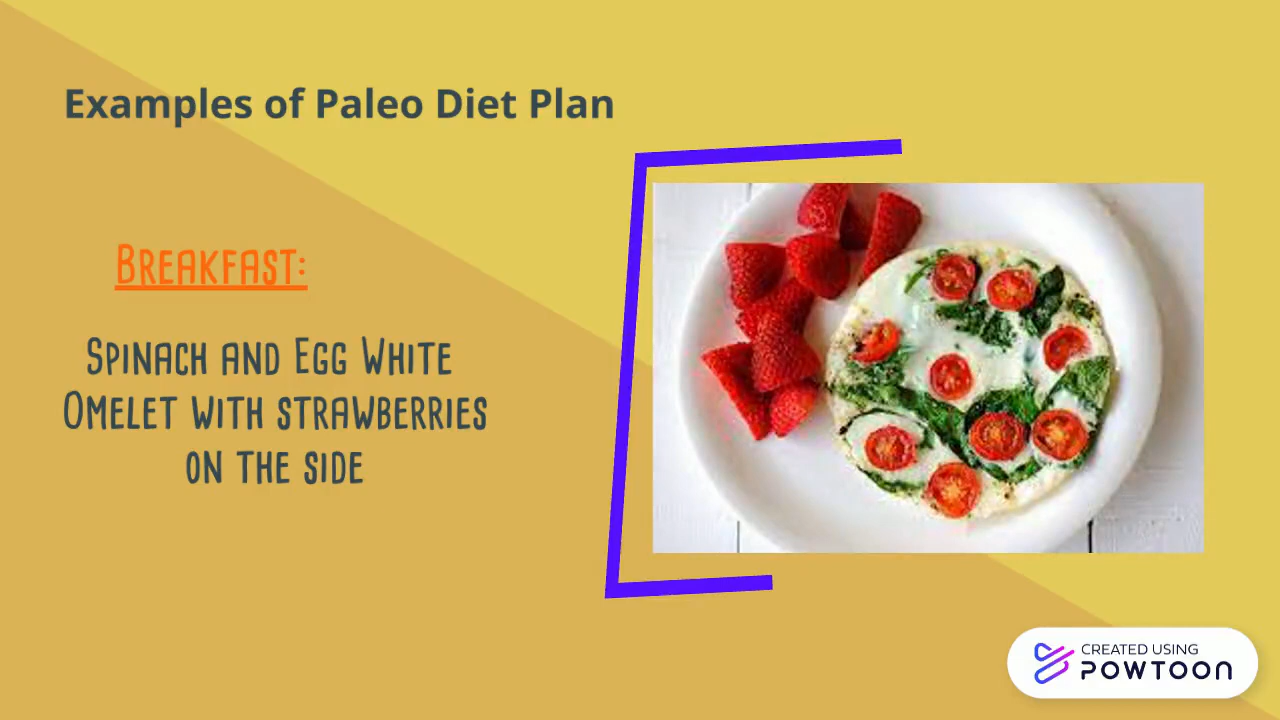 Examples of Paleo Diet Plan
Breakfast:
Spinach and Egg White
Omelet with strawberries
on the side
CREATED USING
POWTOON